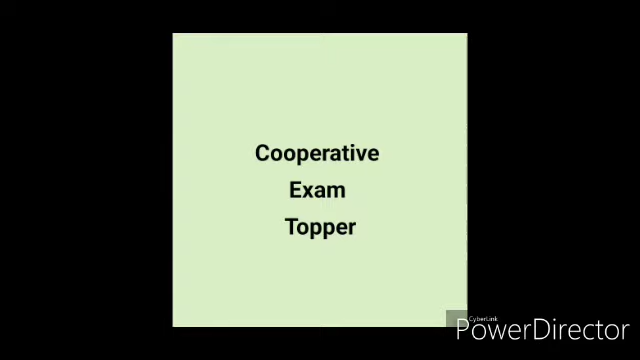 Cooperative
Exam
Topper
CyberLink
PowerDirector